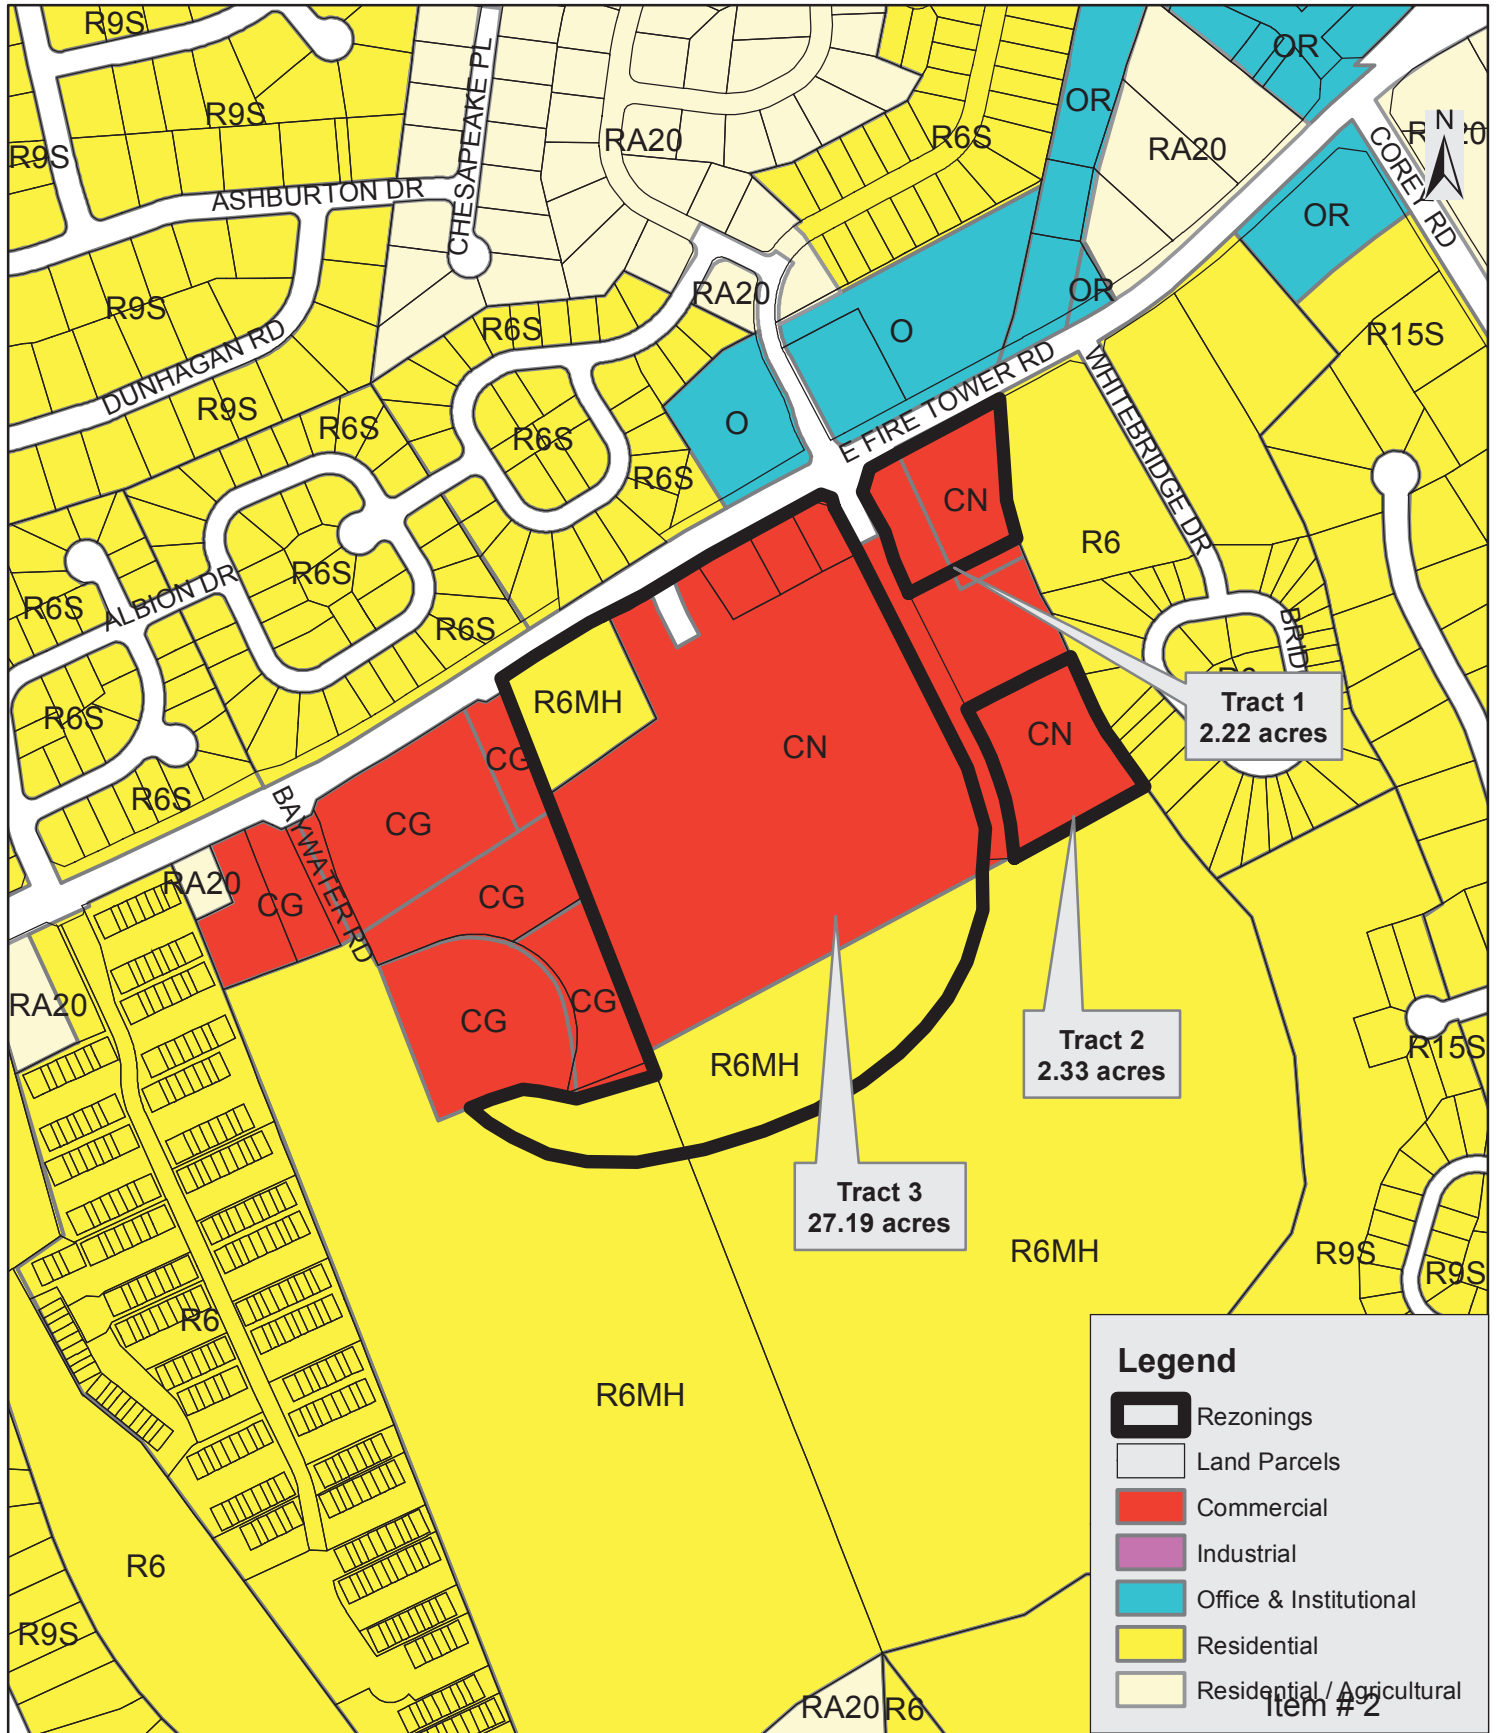 R9S
OR
OR
R9S
N
RA20
R6S
RA20
R9S
COREY RD
CHESAPEAKE PL
ASHBURTON DR
OR
RA20
OR
R9S
R6S
O
R15S
DUNHAGAN RD
E FIRE TOWER RD
WHITEBRIDGE DR
R9S
R6S
R6S
O
R6S
CN
R6
R6S
ALBION DR
R6S
R6S
BRID
R6MH
Tract 1
2.22 acres
R6S
CN
CN
CG
R6S
BAYWATER RD
CG
RA20
CG
CG
RA20
CG
CG
Tract 2
2.33 acres
R15S
R6MH
Tract 3
27.19 acres
R6MH
R9S
R9S
R6
R6MH
Legend
Rezonings
Land Parcels
Commercial
Industrial
Office & Institutional
Residential
Residential / Agricultural
Item # 2
R6
R9S
RA20
R6